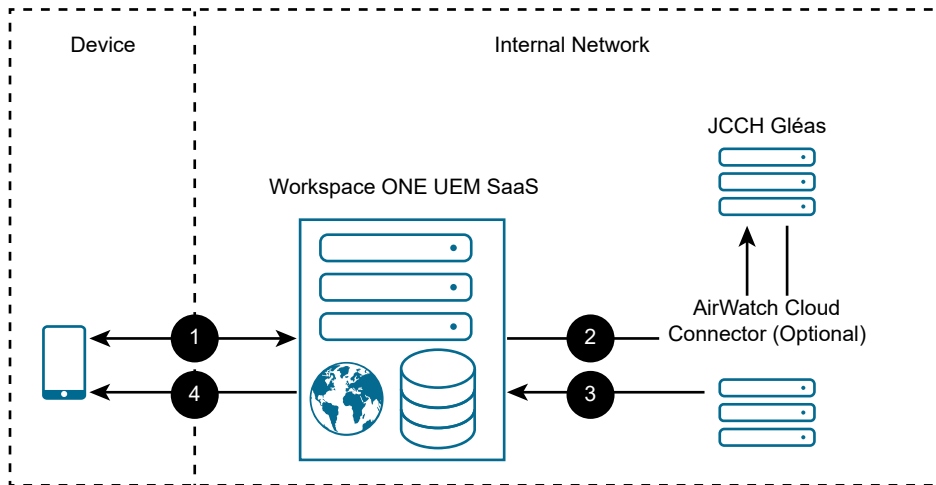 Device
Internal Network
JCCH Gléas
Workspace ONE UEM SaaS
AirWatch Cloud
Connector (Optional)
1
2
4
3